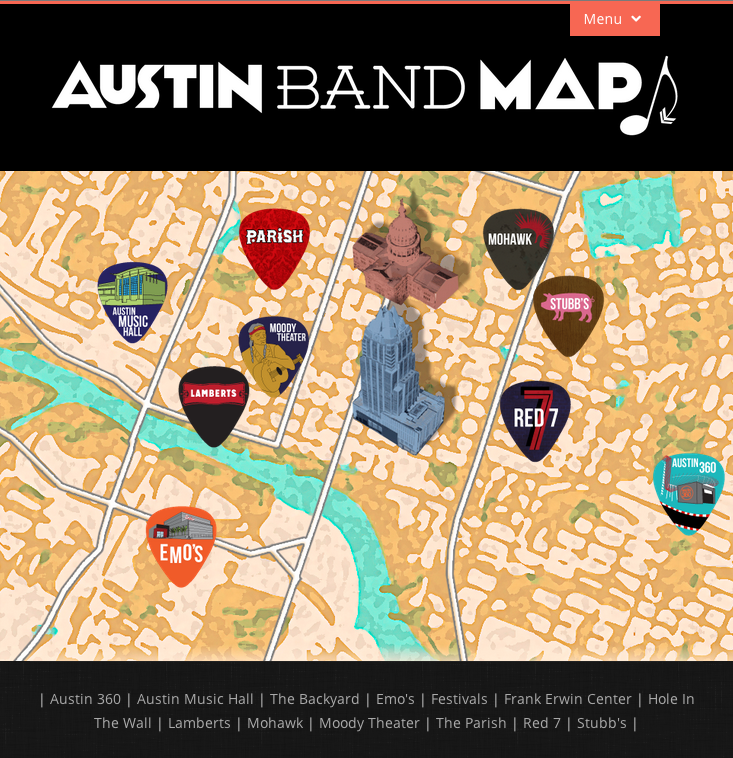 Menu
AUSTIN BAND MAP
PARISH
MOHAWK
AUSTIN
MUSIC
HALL
STUBB'S
MOODY
THEATER
LAMBERTS
RED 7
AUSTIN 360
EMO'S
| Austin 360 | Austin Music Hall | The Backyard | Emo's | Festivals | Frank Erwin Center | Hole In
The Wall | Lamberts | Mohawk | Moody Theater | The Parish | Red 7 | Stubb's |